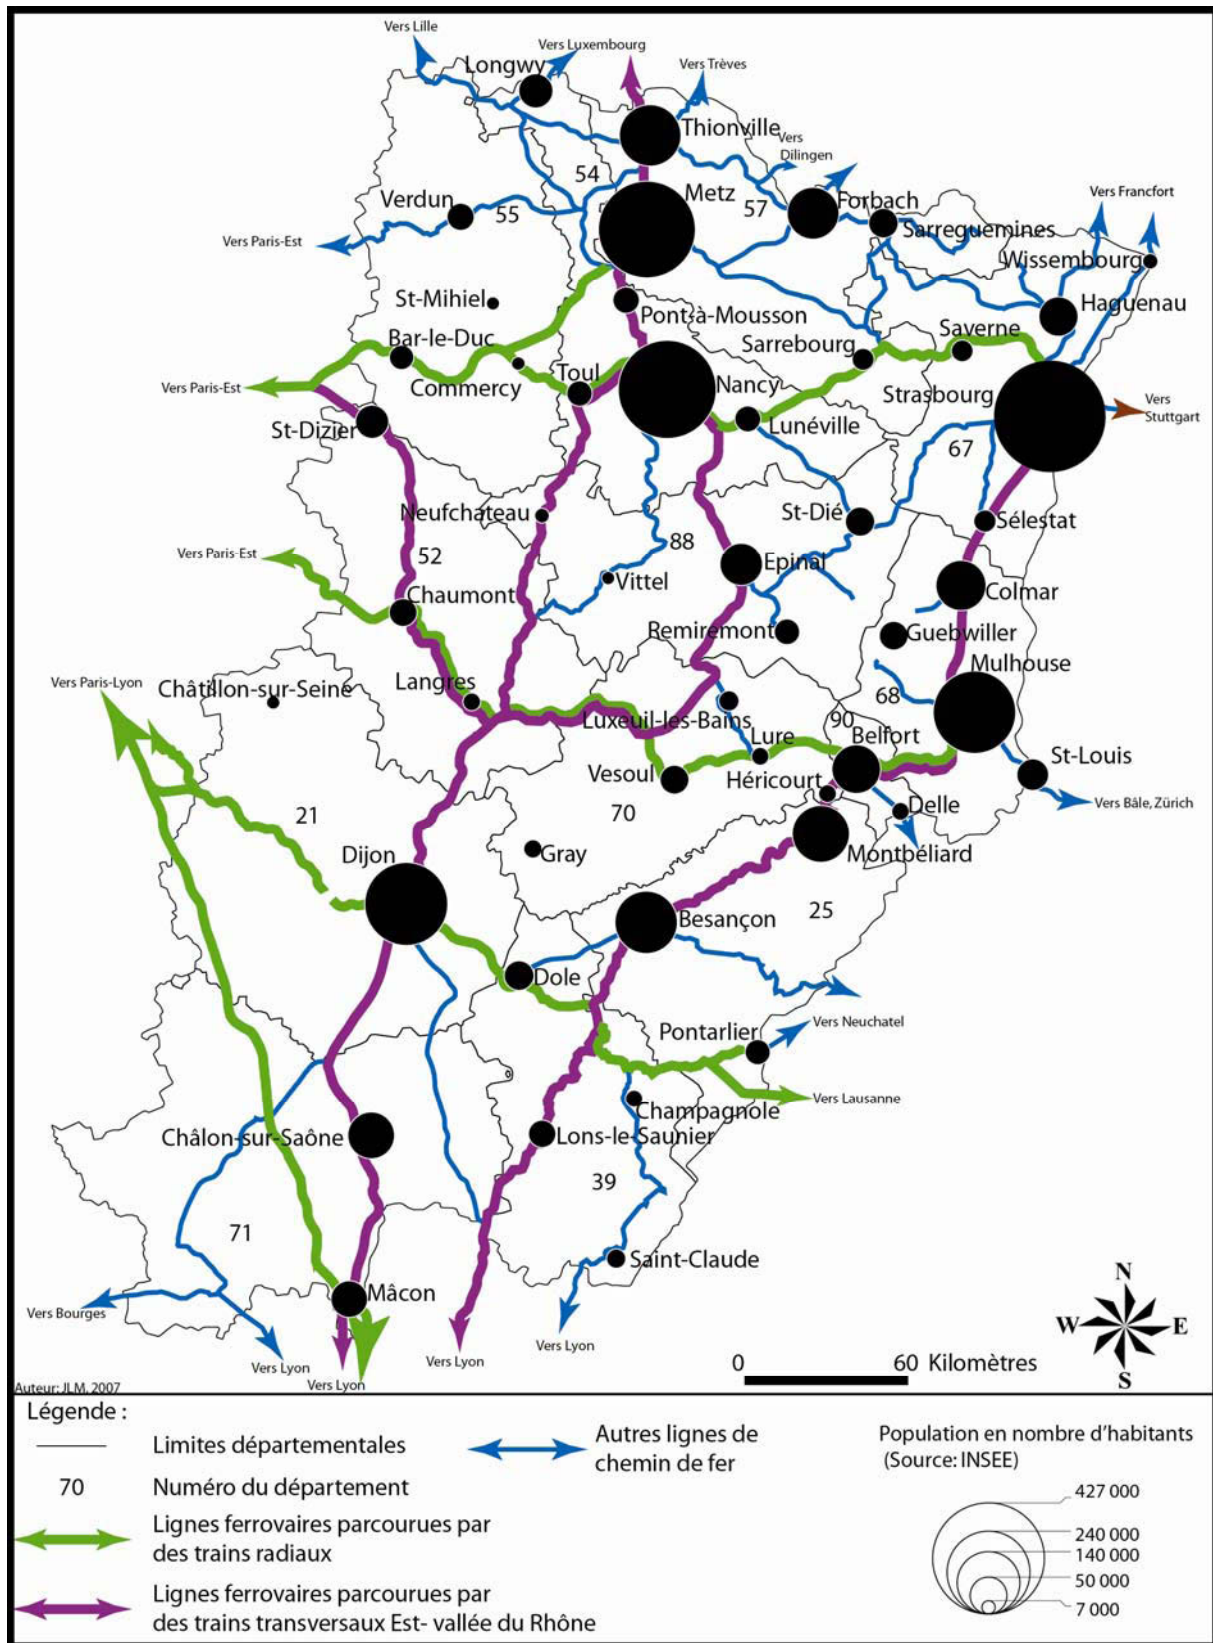 Vers Lille
Vers Luxembourg
Longwy
Vers Trèves
Thionville
Vers
Dilingen
54
Metz
57
Forbach
Vers Francfort
Verdun
55
Sarreguemines
Vers Paris-Est
Wissembourg
St-Mihiel
Haguenau
Pont-à-Mousson
Bar-le-Duc
Saverne
Sarrebourg
Vers Paris-Est
Commercy
Toul
Nancy
Strasbourg
Vers
Stuttgart
St-Dizier
Lunéville
67
Neufchateau
St-Dié
Sélestat
88
Vers Paris-Est
52
Epinal
Vittel
Chaumont
Colmar
Remiremont
Guebwiller
Mulhouse
Vers Paris-Lyon
Châtillon-sur-Seine
Langres
68
Luxeuil-les-Bains
90
Lure
Belfort
St-Louis
Vesoul
Héricourt
Delle
Vers Bâle, Zürich
21
70
Dijon
Gray
Montbéliard
Besançon
25
Dole
Pontarlier
Vers Neuchatel
Vers Lausanne
Champagnole
Châlon-sur-Saône
Lons-le-Saunier
39
71
Saint-Claude
Mâcon
Vers Bourges
N
W
E
S
Vers Lyon
Vers Lyon
Vers Lyon
Vers Lyon
0 60 Kilomètres
Auteur: JLM, 2007
Légende :
Limites départementales
70 Numéro du département
Lignes ferrovaires parcourues par
des trains radiaux
Lignes ferrovaires parcourues par
des trains transversaux Est- vallée du Rhône
Autres lignes de
chemin de fer
Population en nombre d'habitants
(Source: INSEE)
427 000
240 000
140 000
50 000
7 000